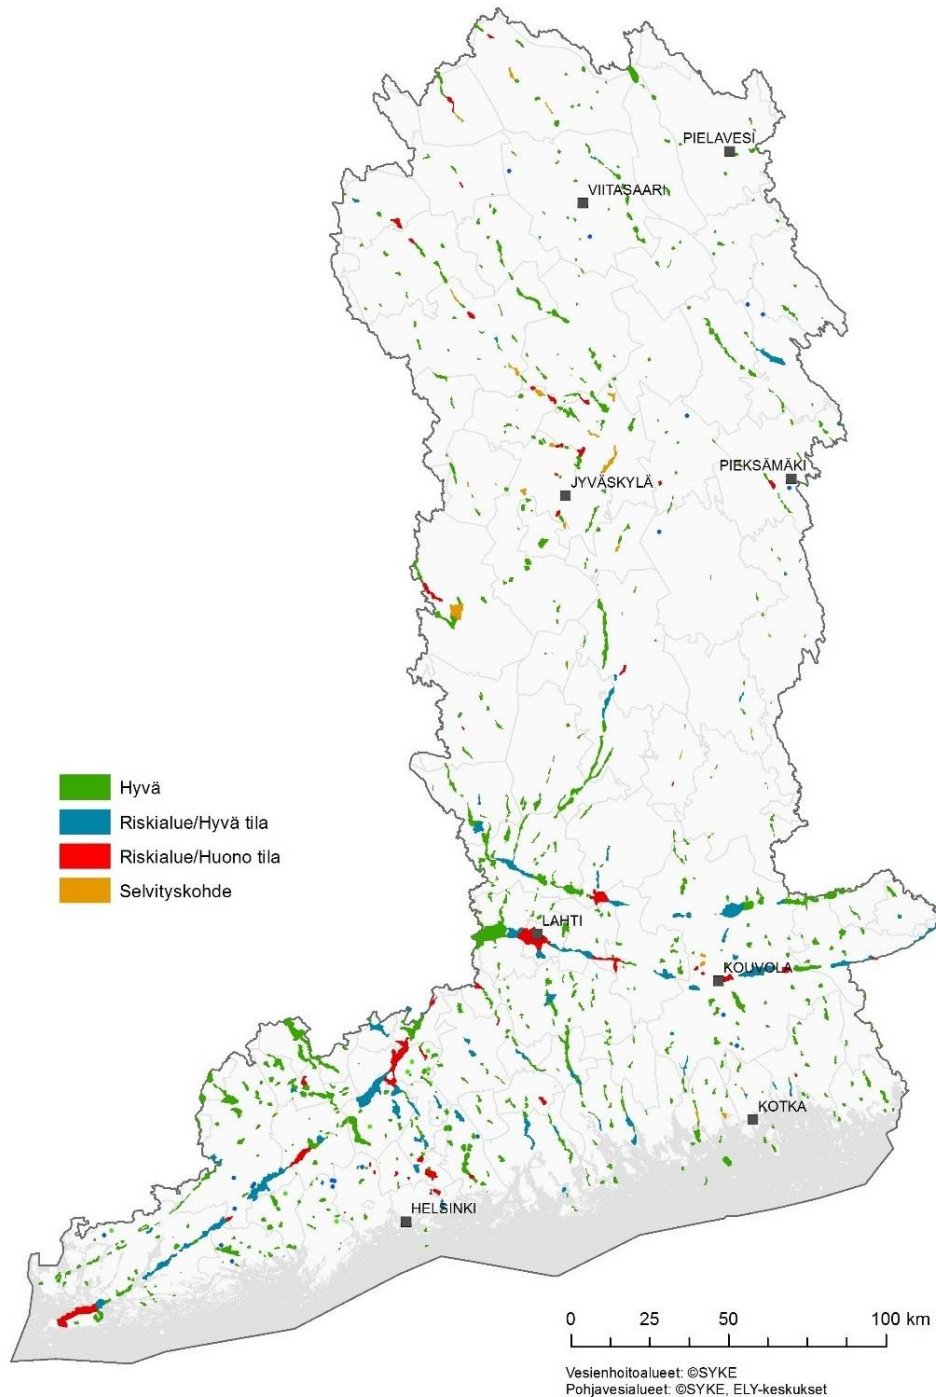 PIELAVESI
VIITASAARI
PIEKSÄMÄKI
JYVÄSKYLÄ
Hyvä
Riskialue/Hyvä tila
Riskialue/Huono tila
Selvityskohde
LAHTI
KOUVOLA
KOTKA
HELSINKI
0 25 50 100 km
Vesienhoitoalueet: ©SYKE
Pohjavesialueet: ©SYKE, ELY-keskukset